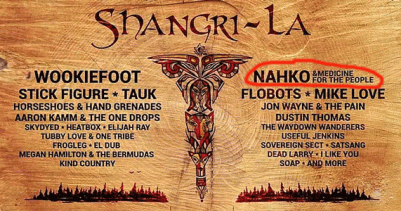 SHANGRI-LA
WOOKIEFOOT
STICK FIGURE * TAUK
HORSESHOES & HAND GRENADES
AARON KAMM & THE ONE DROPS
SKYDYED * HEATBOX * ELIJAH RAY
TUBBY LOVE & ONE TRIBE
FROGLEG * EL DUB
MEGAN HAMILTON & THE BERMUDAS
KIND COUNTRY
NAHKO & MEDICINE FOR THE PEOPLE
FLOBOTS * MIKE LOVE
JON WAYNE & THE PAIN
DUSTIN THOMAS
THE WAYDOWN WANDERERS
USEFUL JENKINS
SOVEREIGN SECT * SATSANG
DEAD LARRY * I LIKE YOU
SOAP * AND MORE